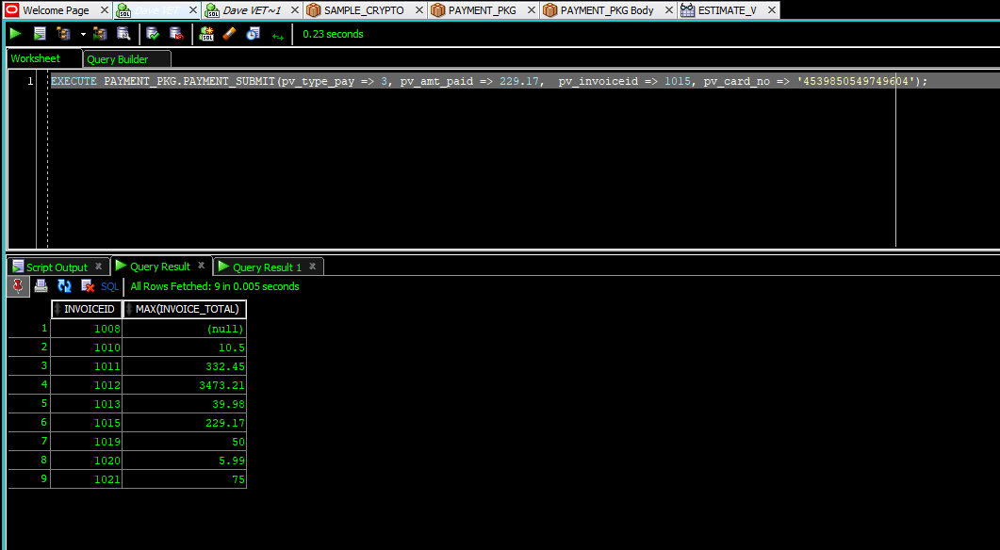 Welcome Page Dave VET Dave VET~1 SAMPLE_CRYPTO PAYMENT_PKG PAYMENT_PKG Body ESTIMATE_V
0.23 seconds
Worksheet Query Builder
1 EXECUTE PAYMENT_PKG.PAYMENT_SUBMIT(pv_type_pay => 3, pv_amt_paid => 229.17,  pv_invoiceid => 1015, pv_card_no => '4539850549749604');
Script Output Query Result Query Result 1
SQL All Rows Fetched: 9 in 0.005 seconds
INVOICEID MAX(INVOICE_TOTAL)
1 1008 (null)
2 1010 10.5
3 1011 332.45
4 1012 3473.21
5 1013 39.98
6 1015 229.17
7 1019 50
8 1020 5.99
9 1021 75